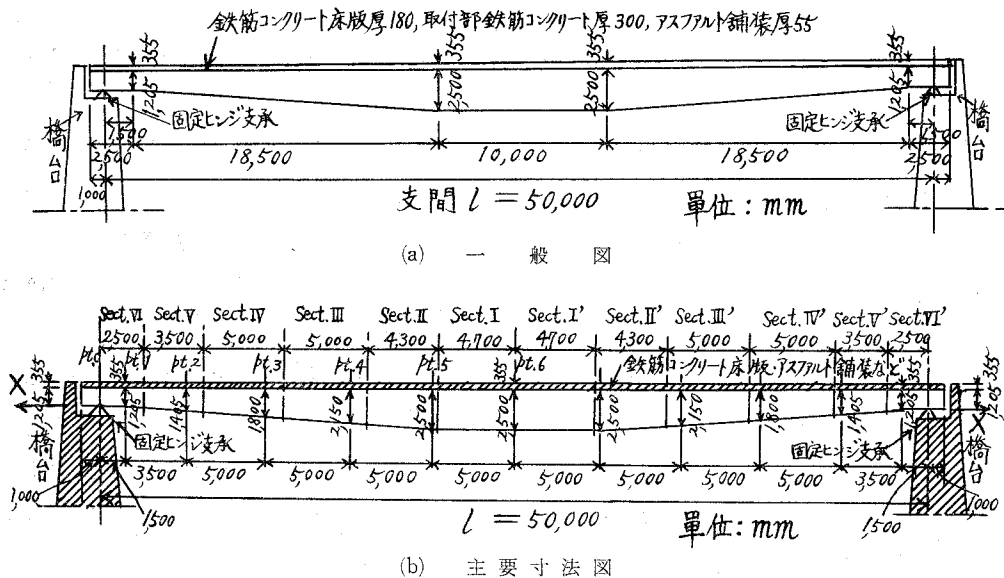 鉄筋コンクリート床版厚180,取付部鉄筋コンクリート厚300,アスファルト舗装厚55
355 355 355 355
1,205 2,500 2,500 1,205
固定ヒンジ支承 固定ヒンジ支承
橋台 橋台
1,500 1,500
2,500 18,500 10,000 18,500 2,500
1,000
支間 l = 50,000 單位:mm
(a) 一般図
Sect.VI Sect.V Sect.IV Sect.III Sect.II Sect.I Sect.I' Sect.II' Sect.III' Sect.IV' Sect.V' Sect.VI'
2500 3,500 5,000 5,000 4,300 4,700 4,700 4,300 5,000 5,000 3,500 2,500
pt.1 pt.2 pt.3 pt.4 pt.5 pt.6
鉄筋コンクリート床版・アスファルト舗装など
355 355 355 355 355
X X
1,205 1,205 1,405 1,800 2,150 2,500 2,500 2,500 2,150 1,800 1,405 1,205 1,205
固定ヒンジ支承 固定ヒンジ支承
橋台 橋台
3,500 5,000 5,000 5,000 5,000 5,000 5,000 5,000 5,000 3,500
1,000 1,000
1,500 1,500
l = 50,000 單位:mm
(b) 主要寸法図